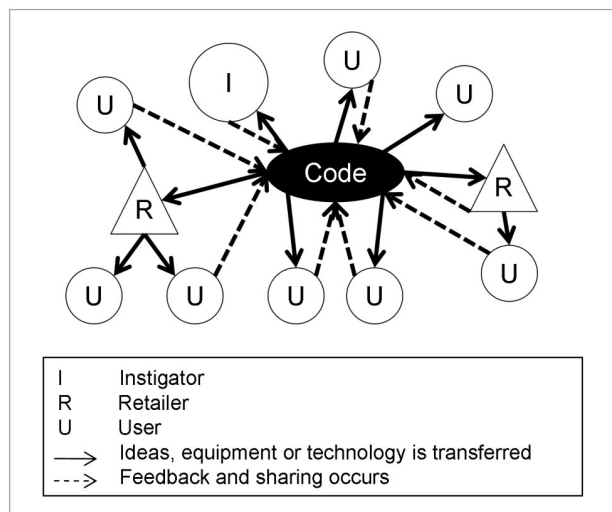 U
I
U
U
Code
R
R
U
U
U
U
U
I Instigator
R Retailer
U User
Ideas, equipment or technology is transferred
Feedback and sharing occurs